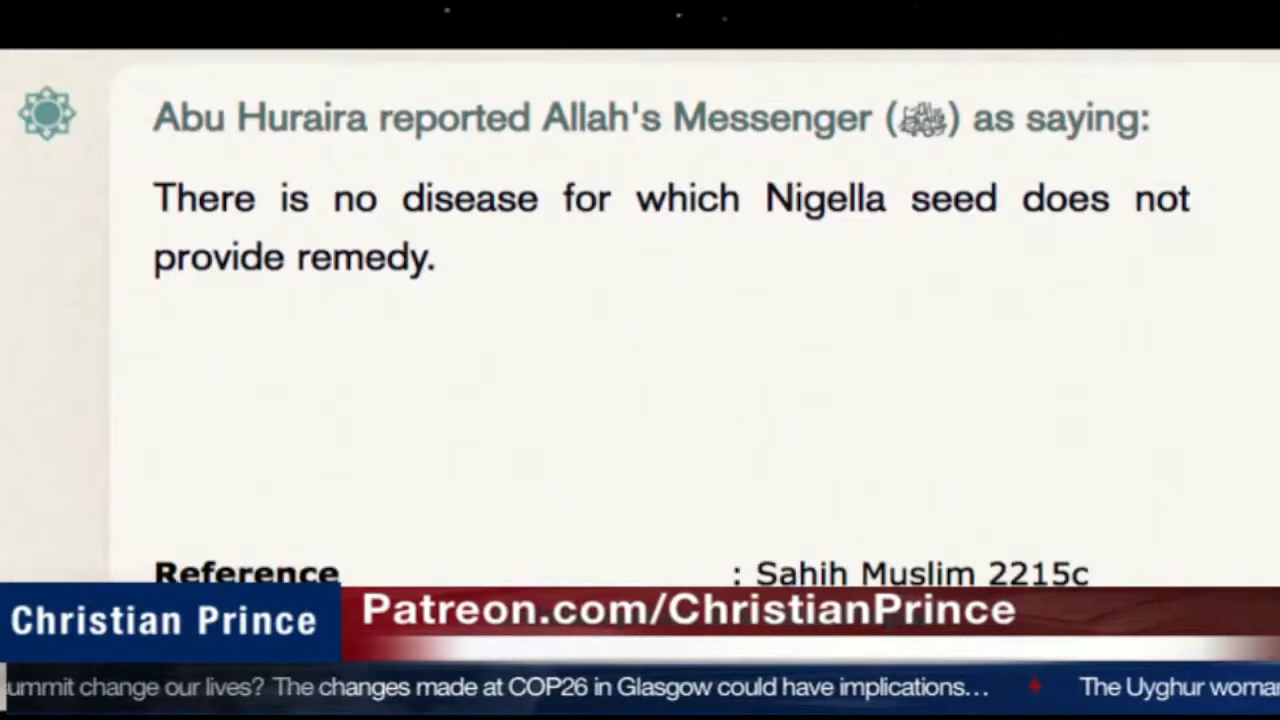 Abu Huraira reported Allah's Messenger (ﷺ) as saying:
There is no disease for which Nigella seed does not
provide remedy.
Reference : Sahih Muslim 2215c
Christian Prince
Patreon.com/ChristianPrince
ummit change our lives? The changes made at COP26 in Glasgow could have implications... ♦ The Uyghur woman